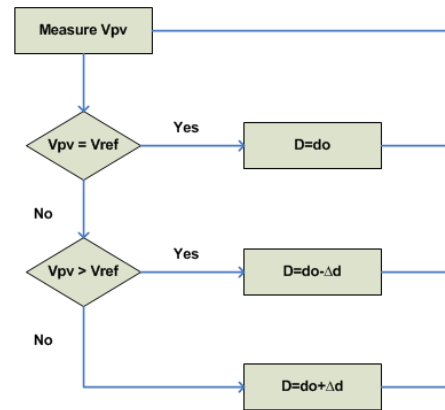 Measure Vpv
Vpv = Vref
Yes
D=do
No
Vpv > Vref
Yes
D=do-Δd
No
D=do+Δd